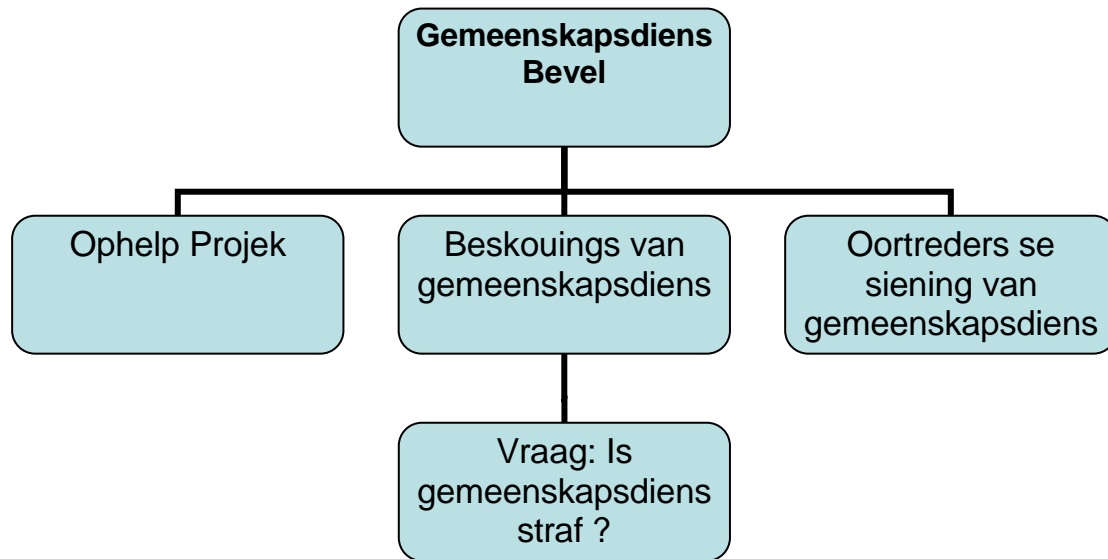 Gemeenskapsdiens
Bevel
Ophelp Projek
Beskouings van
gemeenskapsdiens
Oortreders se
siening van
gemeenskapsdiens
Vraag: Is
gemeenskapsdiens
straf ?